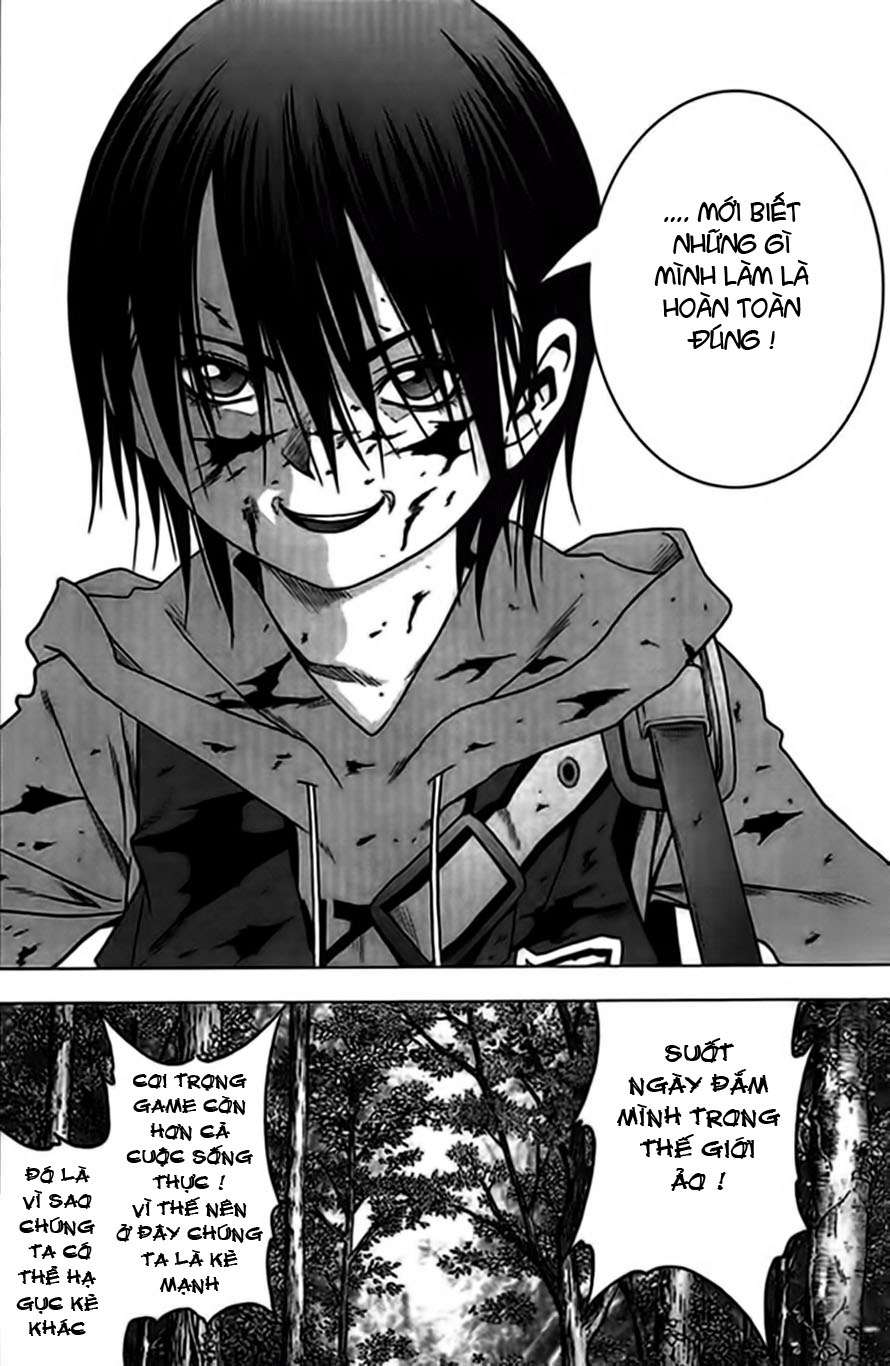 .... MỚI BIẾT
NHỮNG GÌ
MÌNH LÀM LÀ
HOÀN TOÀN
ĐÚNG !
SUỐT
NGÀY ĐẮM
MÌNH TRONG
THẾ GIỚI
ẢO !
COI TRONG
GAME CÒN
HƠN CẢ
CUỘC SỐNG
THỰC !
VÌ THẾ NÊN
Ở ĐÂY CHÚNG
TA LÀ KẺ
MẠNH
ĐÓ LÀ
VÌ SAO
CHÚNG
TA CÓ
THỂ HẠ
GỤC KẺ
KHÁC